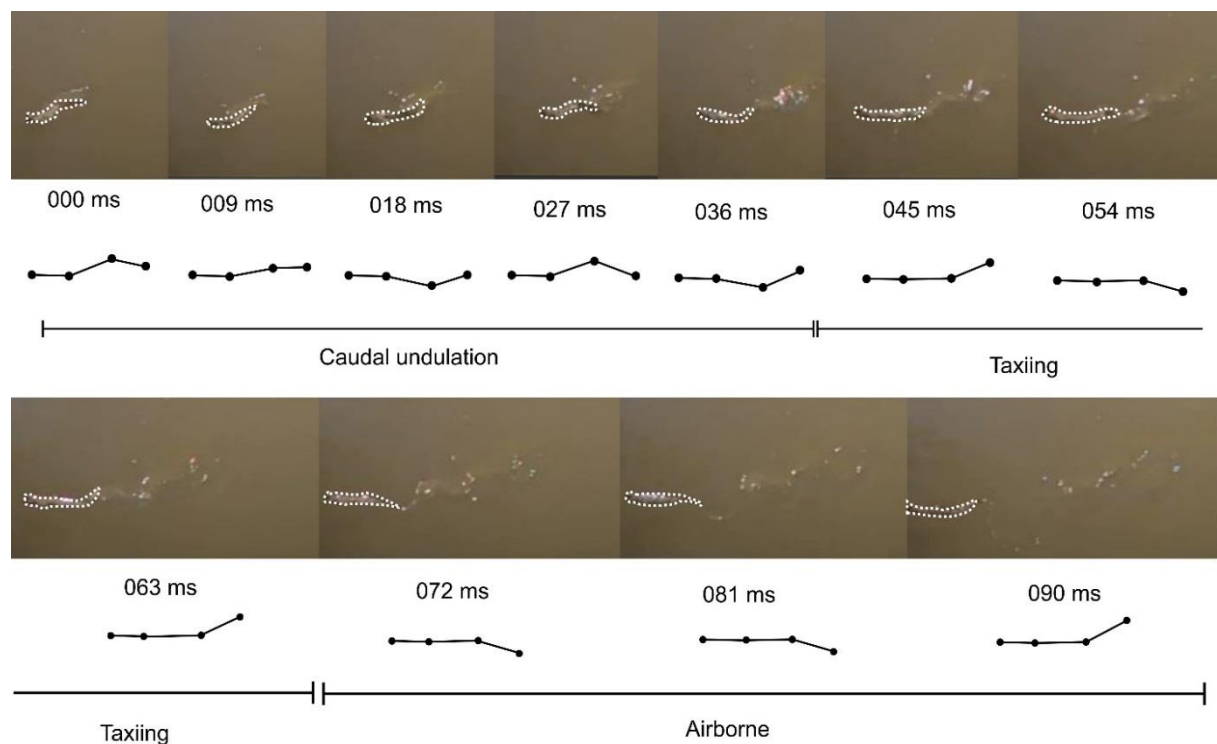 000 ms 009 ms 018 ms 027 ms 036 ms 045 ms 054 ms
Caudal undulation Taxiing
063 ms 072 ms 081 ms 090 ms
Taxiing Airborne